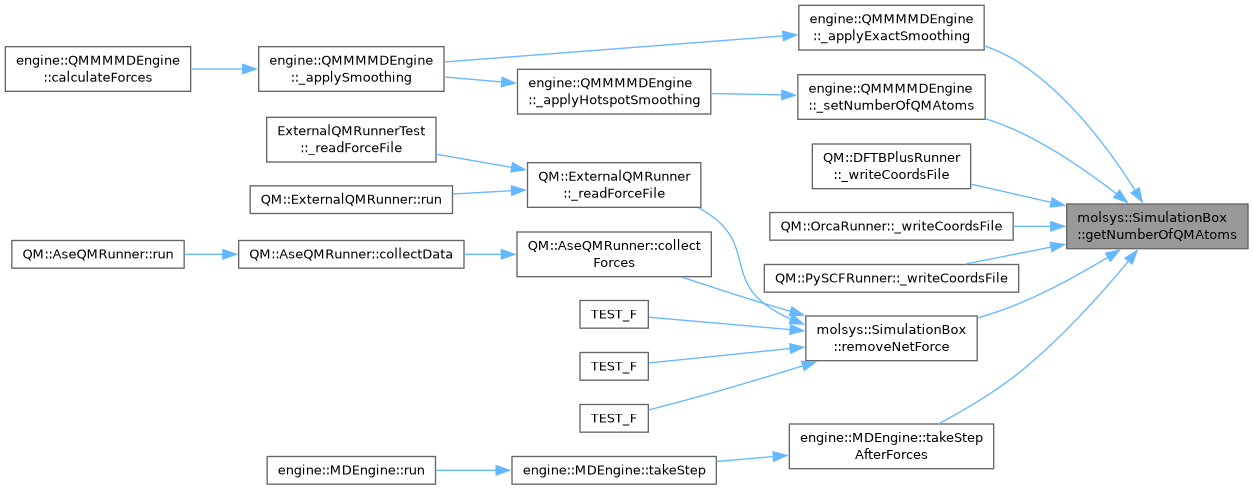 engine::QMMMMDEngine
::calculateForces
engine::QMMMMDEngine
::_applySmoothing
engine::QMMMMDEngine
::_applyExactSmoothing
engine::QMMMMDEngine
::_applyHotspotSmoothing
engine::QMMMMDEngine
::_setNumberOfQMAtoms
ExternalQMRunnerTest
::_readForceFile
QM::ExternalQMRunner::run
QM::ExternalQMRunner
::_readForceFile
QM::DFTBPlusRunner
::_writeCoordsFile
QM::OrcaRunner::_writeCoordsFile
QM::PySCFRunner::_writeCoordsFile
molsys::SimulationBox
::getNumberOfQMAtoms
QM::AseQMRunner::run
QM::AseQMRunner::collectData
QM::AseQMRunner::collect
Forces
TEST_F
TEST_F
TEST_F
molsys::SimulationBox
::removeNetForce
engine::MDEngine::run
engine::MDEngine::takeStep
engine::MDEngine::takeStep
AfterForces